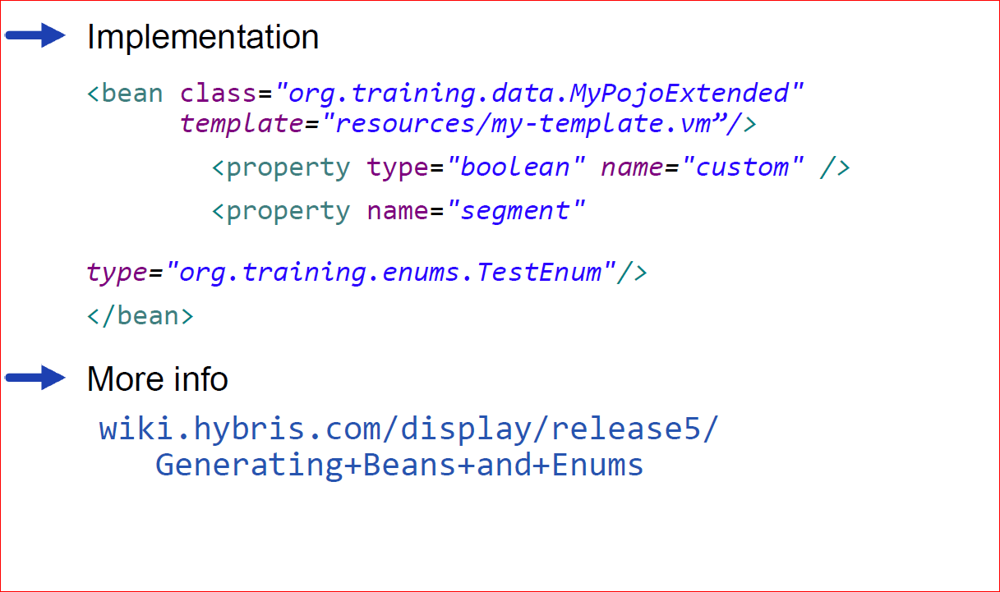 Implementation
<bean class="org.training.data.MyPojoExtended"
template="resources/my-template.vm”/>
<property type="boolean" name="custom" />
<property name="segment"
type="org.training.enums.TestEnum"/>
</bean>
More info
wiki.hybris.com/display/release5/
Generating+Beans+and+Enums